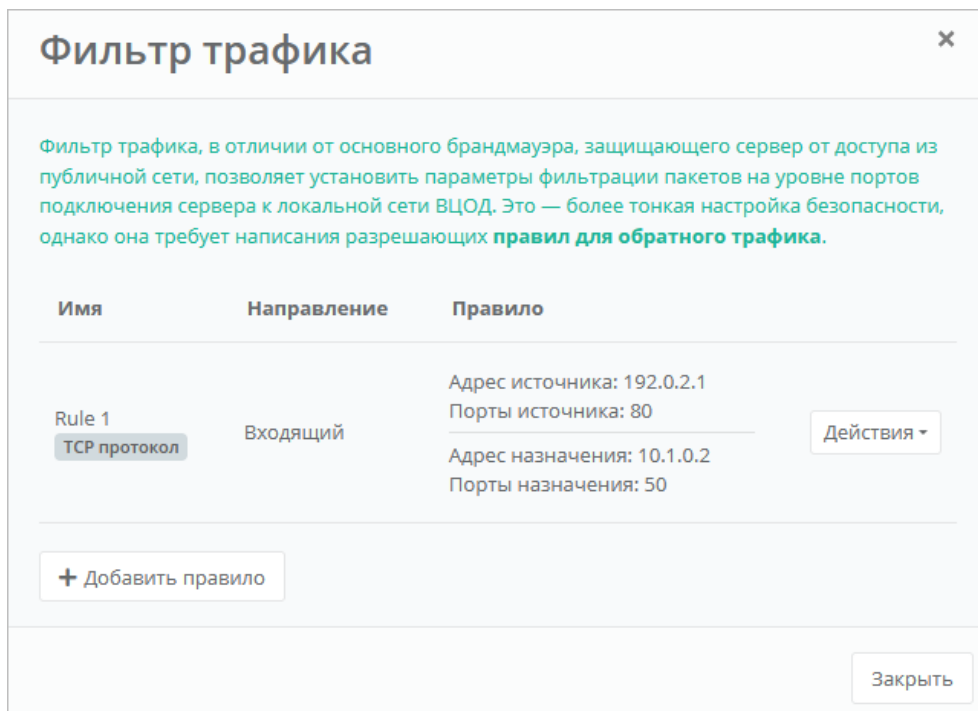 Фильтр трафика
×
Фильтр трафика, в отличии от основного брандмауэра, защищающего сервер от доступа из
публичной сети, позволяет установить параметры фильтрации пакетов на уровне портов
подключения сервера к локальной сети ВЦОД. Это — более тонкая настройка безопасности,
однако она требует написания разрешающих правил для обратного трафика.
Имя Направление Правило
Rule 1
TCP протокол
Входящий
Адрес источника: 192.0.2.1
Порты источника: 80
Адрес назначения: 10.1.0.2
Порты назначения: 50
Действия
+ Добавить правило
Закрыть